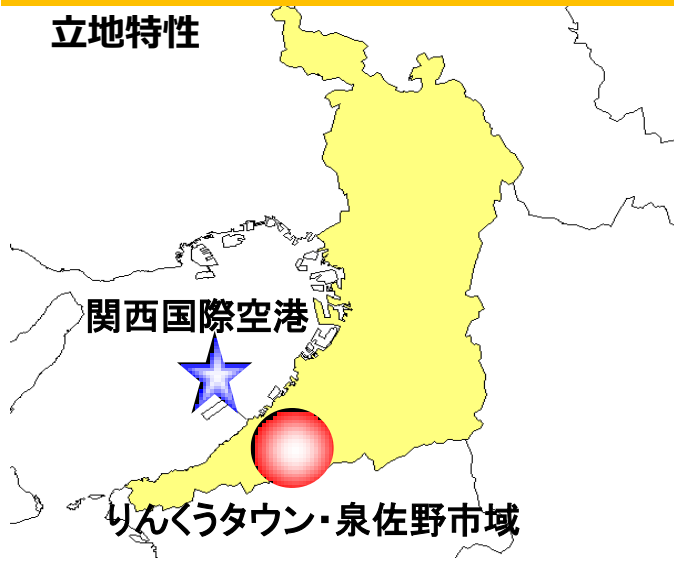 立地特性
関西国際空港
りんくうタウン・泉佐野市域